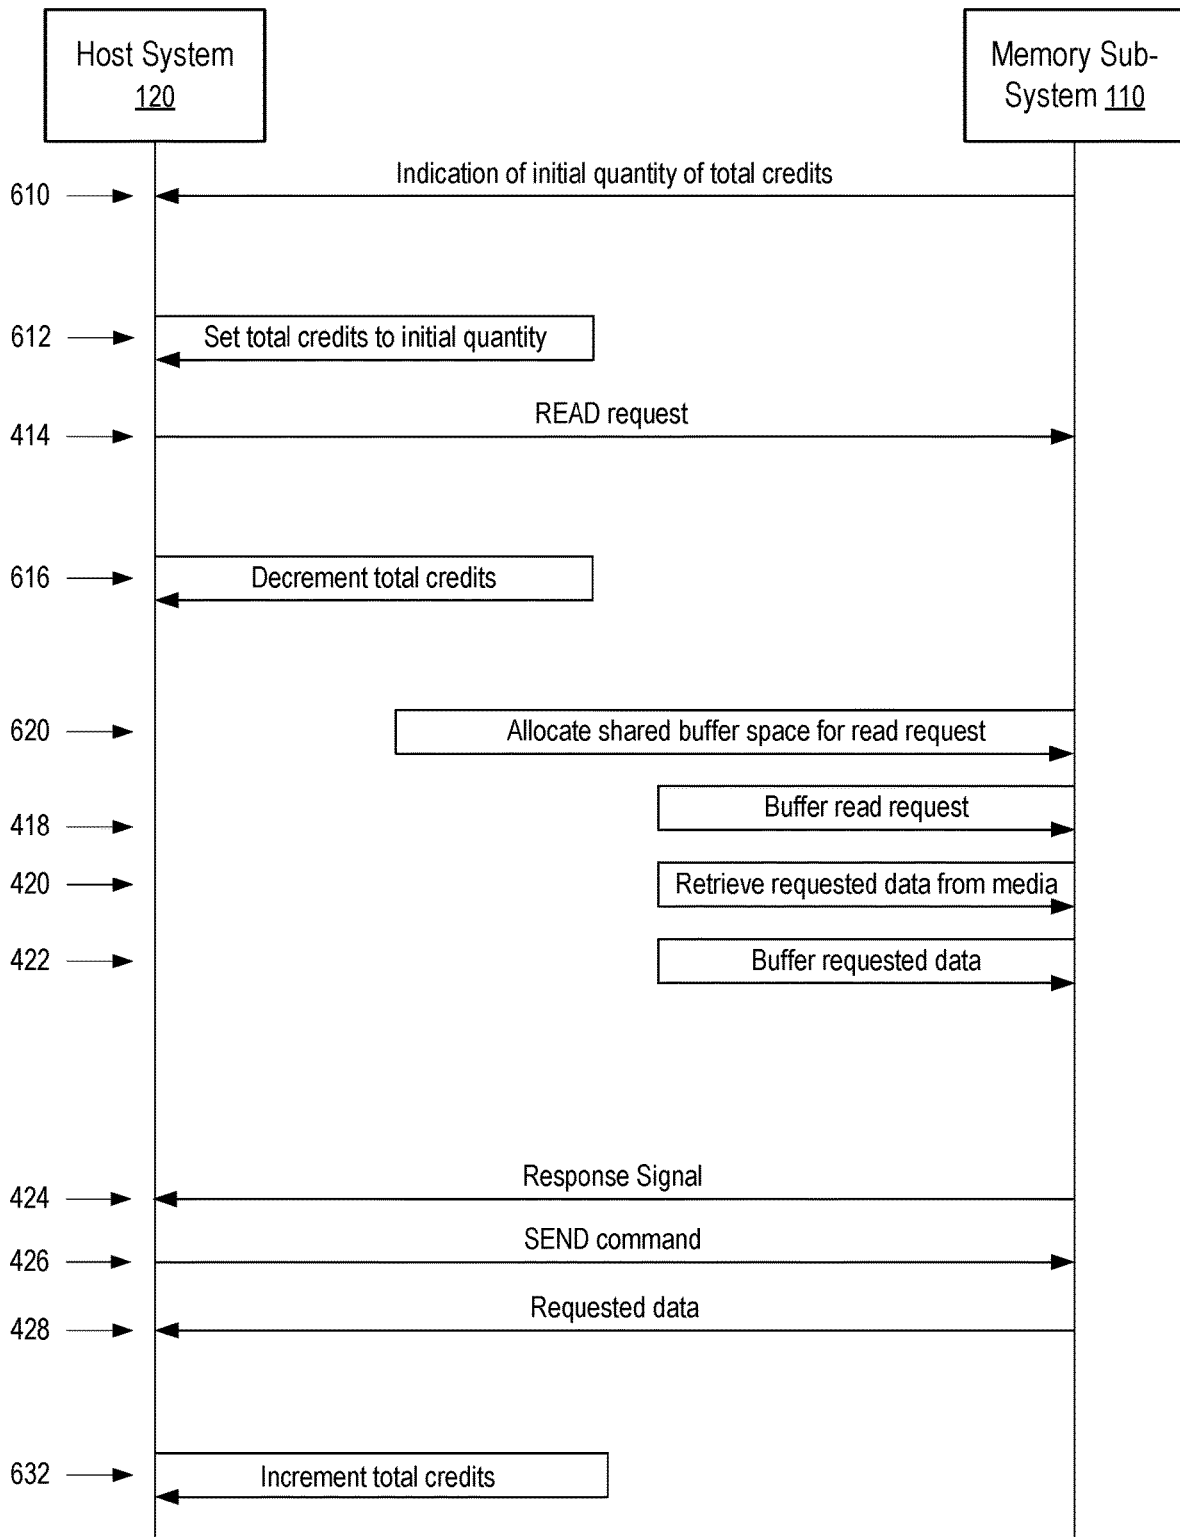 Host System
120
Memory Sub-
System 110
Indication of initial quantity of total credits
610
612
Set total credits to initial quantity
READ request
414
616
Decrement total credits
620
Allocate shared buffer space for read request
Buffer read request
418
420
Retrieve requested data from media
422
Buffer requested data
Response Signal
424
SEND command
426
Requested data
428
632
Increment total credits